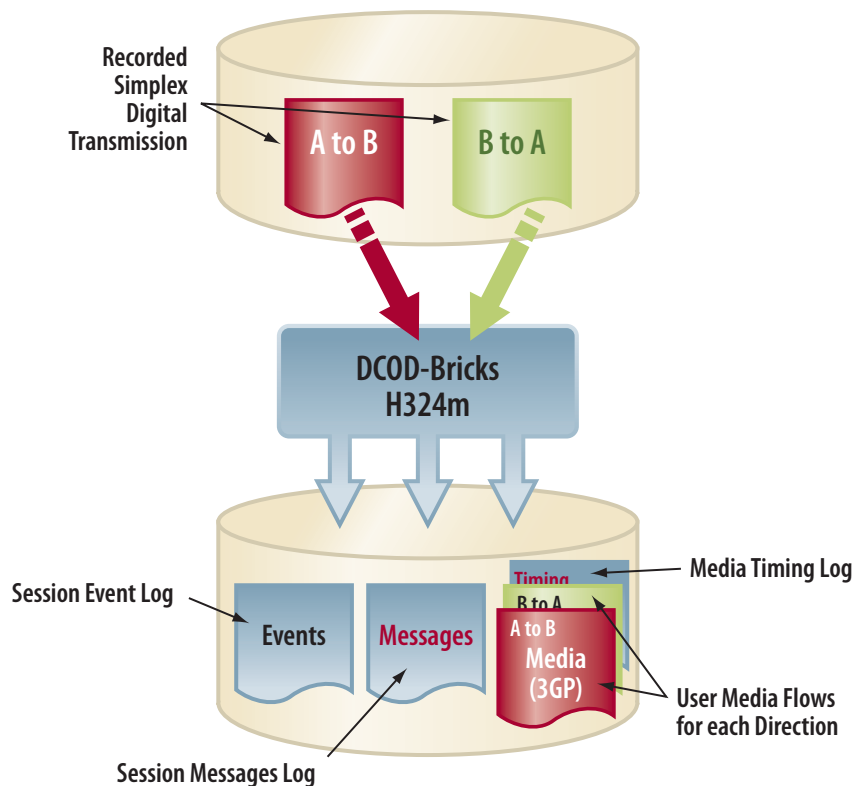 Recorded
Simplex
Digital
Transmission
A to B
B to A
DCOD-Bricks
H324m
Session Event Log
Events
Messages
Timing
B to A
A to B
Media
(3GP)
Media Timing Log
User Media Flows
for each Direction
Session Messages Log